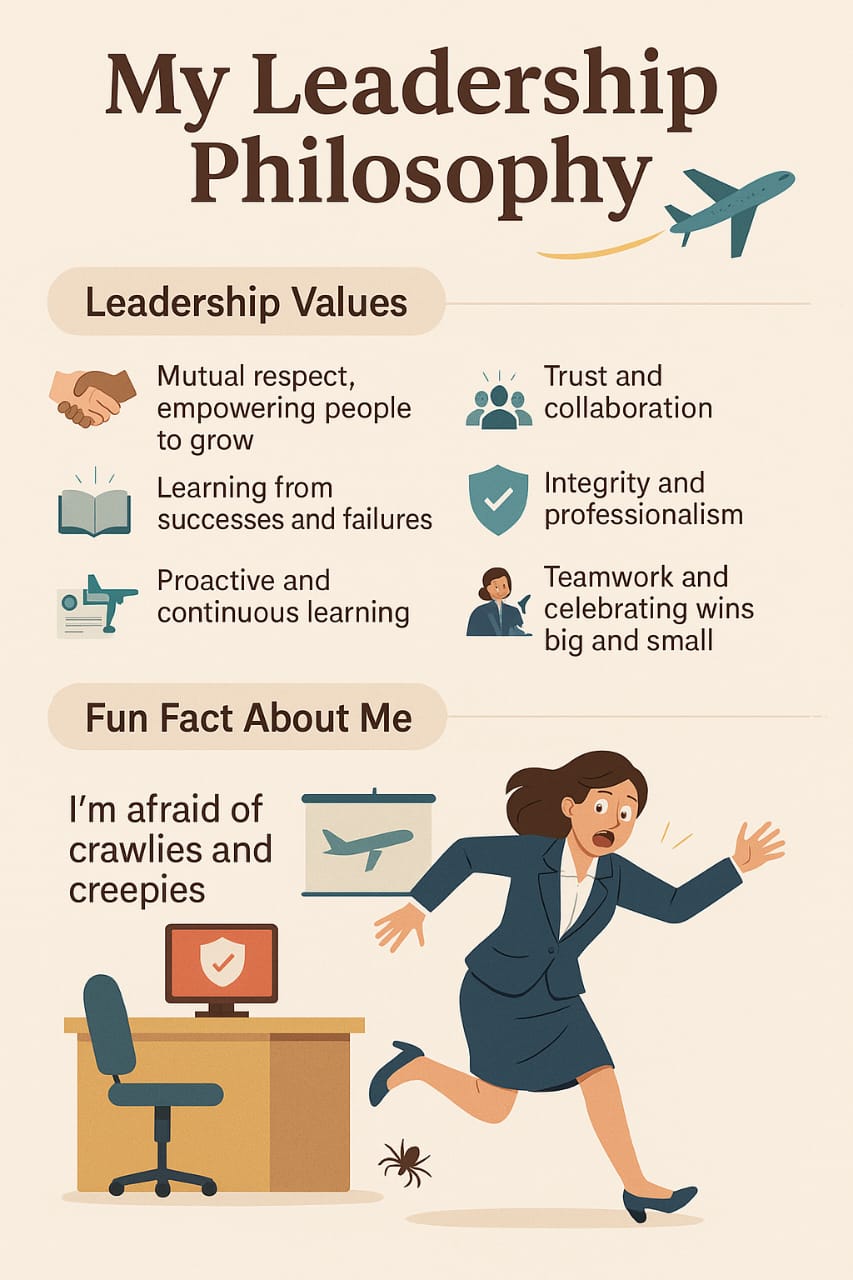 My Leadership
Philosophy
Leadership Values
Mutual respect,
empowering people
to grow
Trust and
collaboration
Learning from
successes and failures
Integrity and
professionalism
Proactive and
continuous learning
Teamwork and
celebrating wins
big and small
Fun Fact About Me
I'm afraid of
crawlies and
creepies